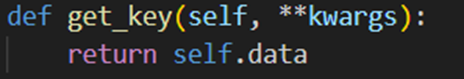 def get_key(self, **kwargs):
    return self.data